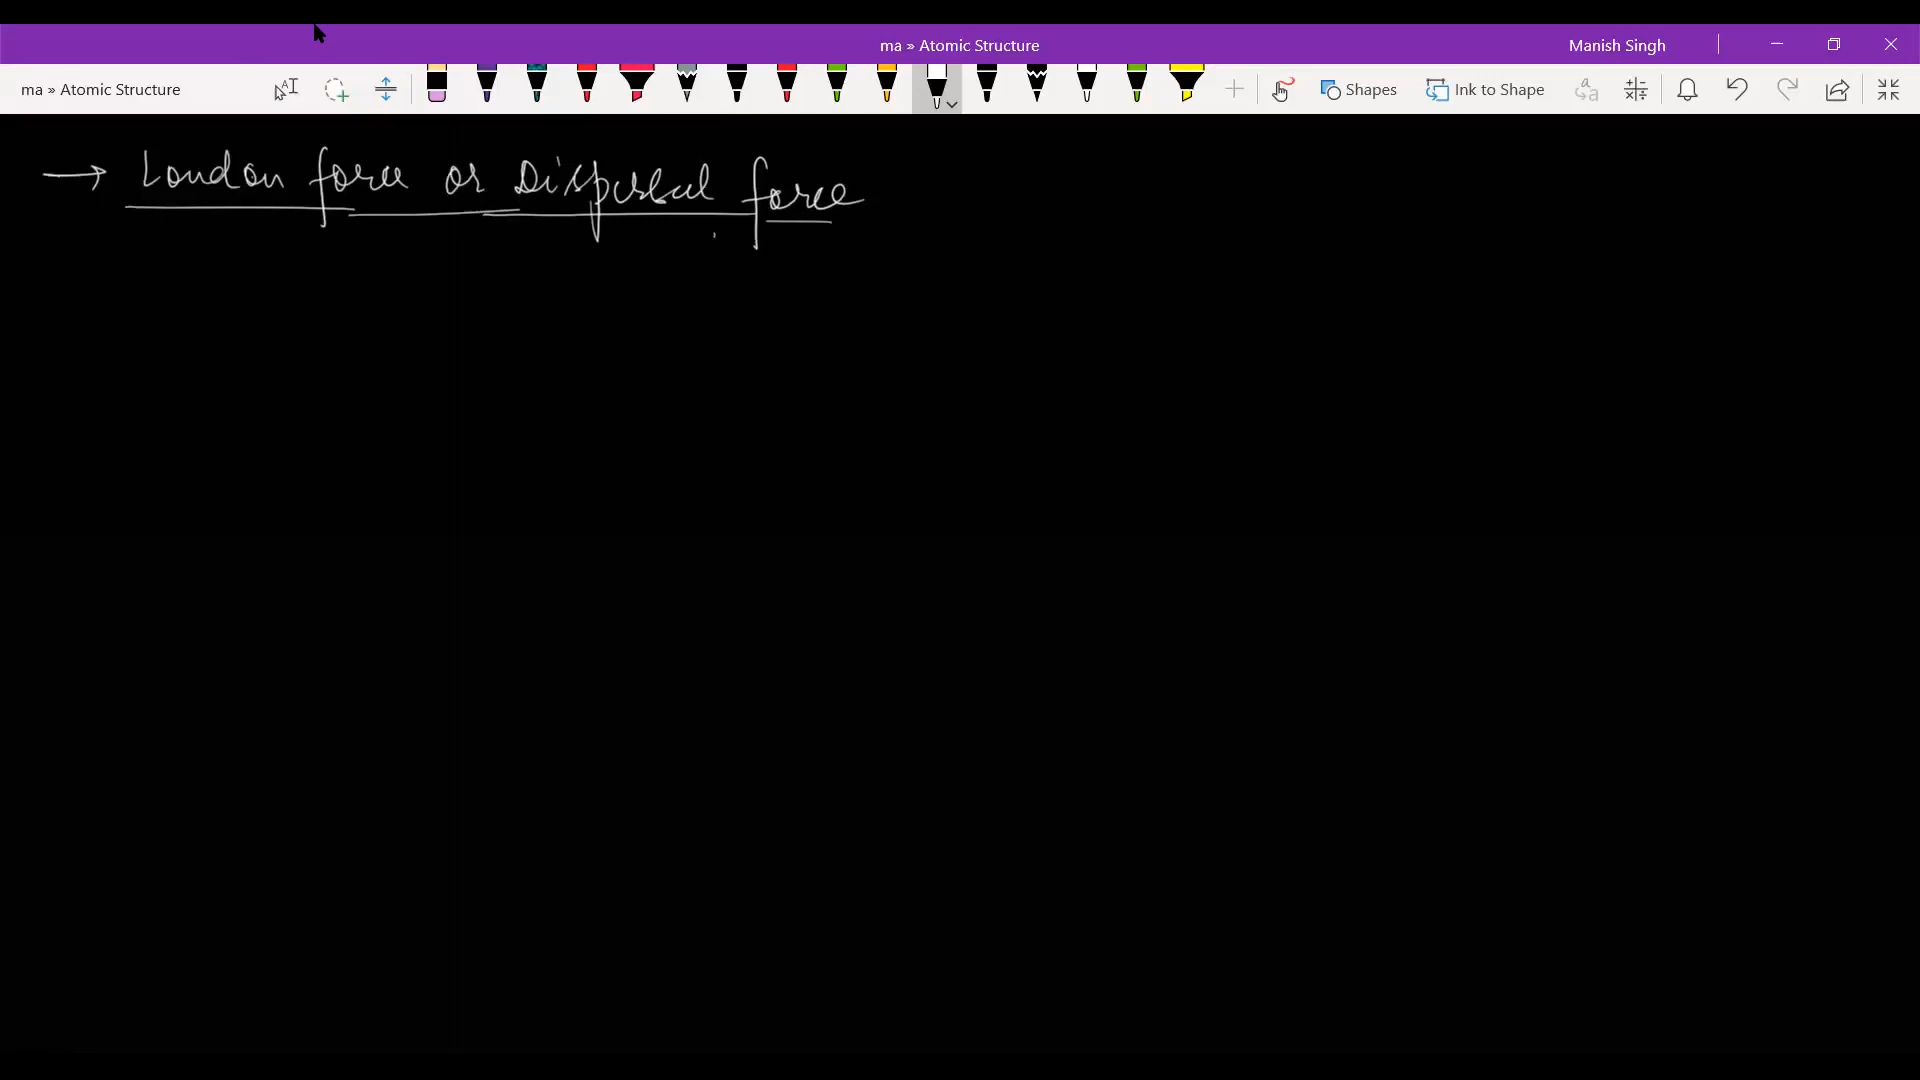 ma » Atomic Structure
Manish Singh
ma » Atomic Structure
Shapes
Ink to Shape
→ London force or Dispersal force